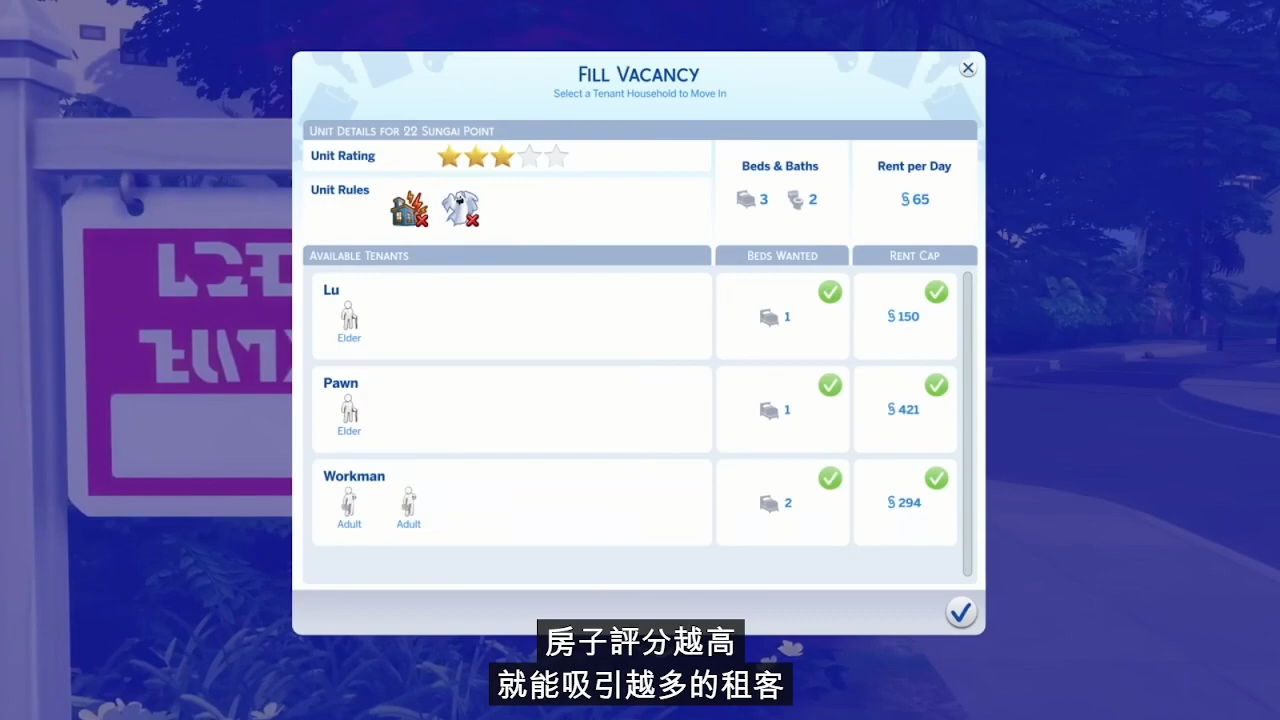 FILL VACANCY
Select a Tenant Household to Move In
UNIT DETAILS FOR 22 SUNGAI POINT
Unit Rating
Unit Rules
Beds & Baths
3 2
Rent per Day
§65
AVAILABLE TENANTS BEDS WANTED RENT CAP
Lu
Elder
1
§150
Pawn
Elder
1
§421
Workman
Adult Adult
2
§294
房子評分越高
就能吸引越多的租客